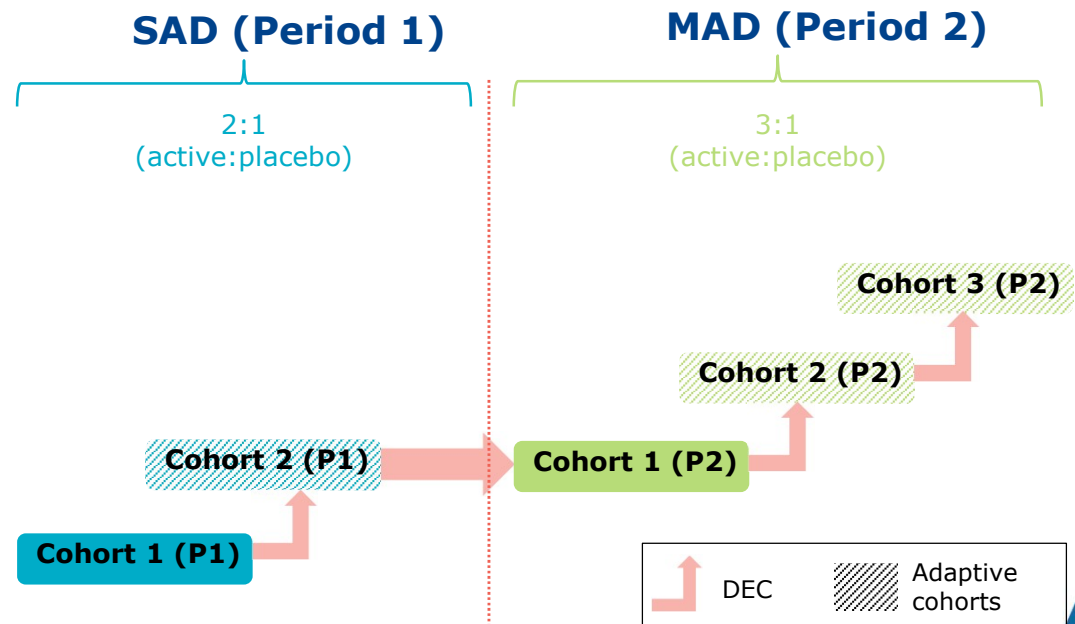 SAD (Period 1)
MAD (Period 2)
2:1
(active:placebo)
3:1
(active:placebo)
Cohort 3 (P2)
Cohort 2 (P2)
Cohort 2 (P1)
Cohort 1 (P2)
Cohort 1 (P1)
DEC
Adaptive
cohorts